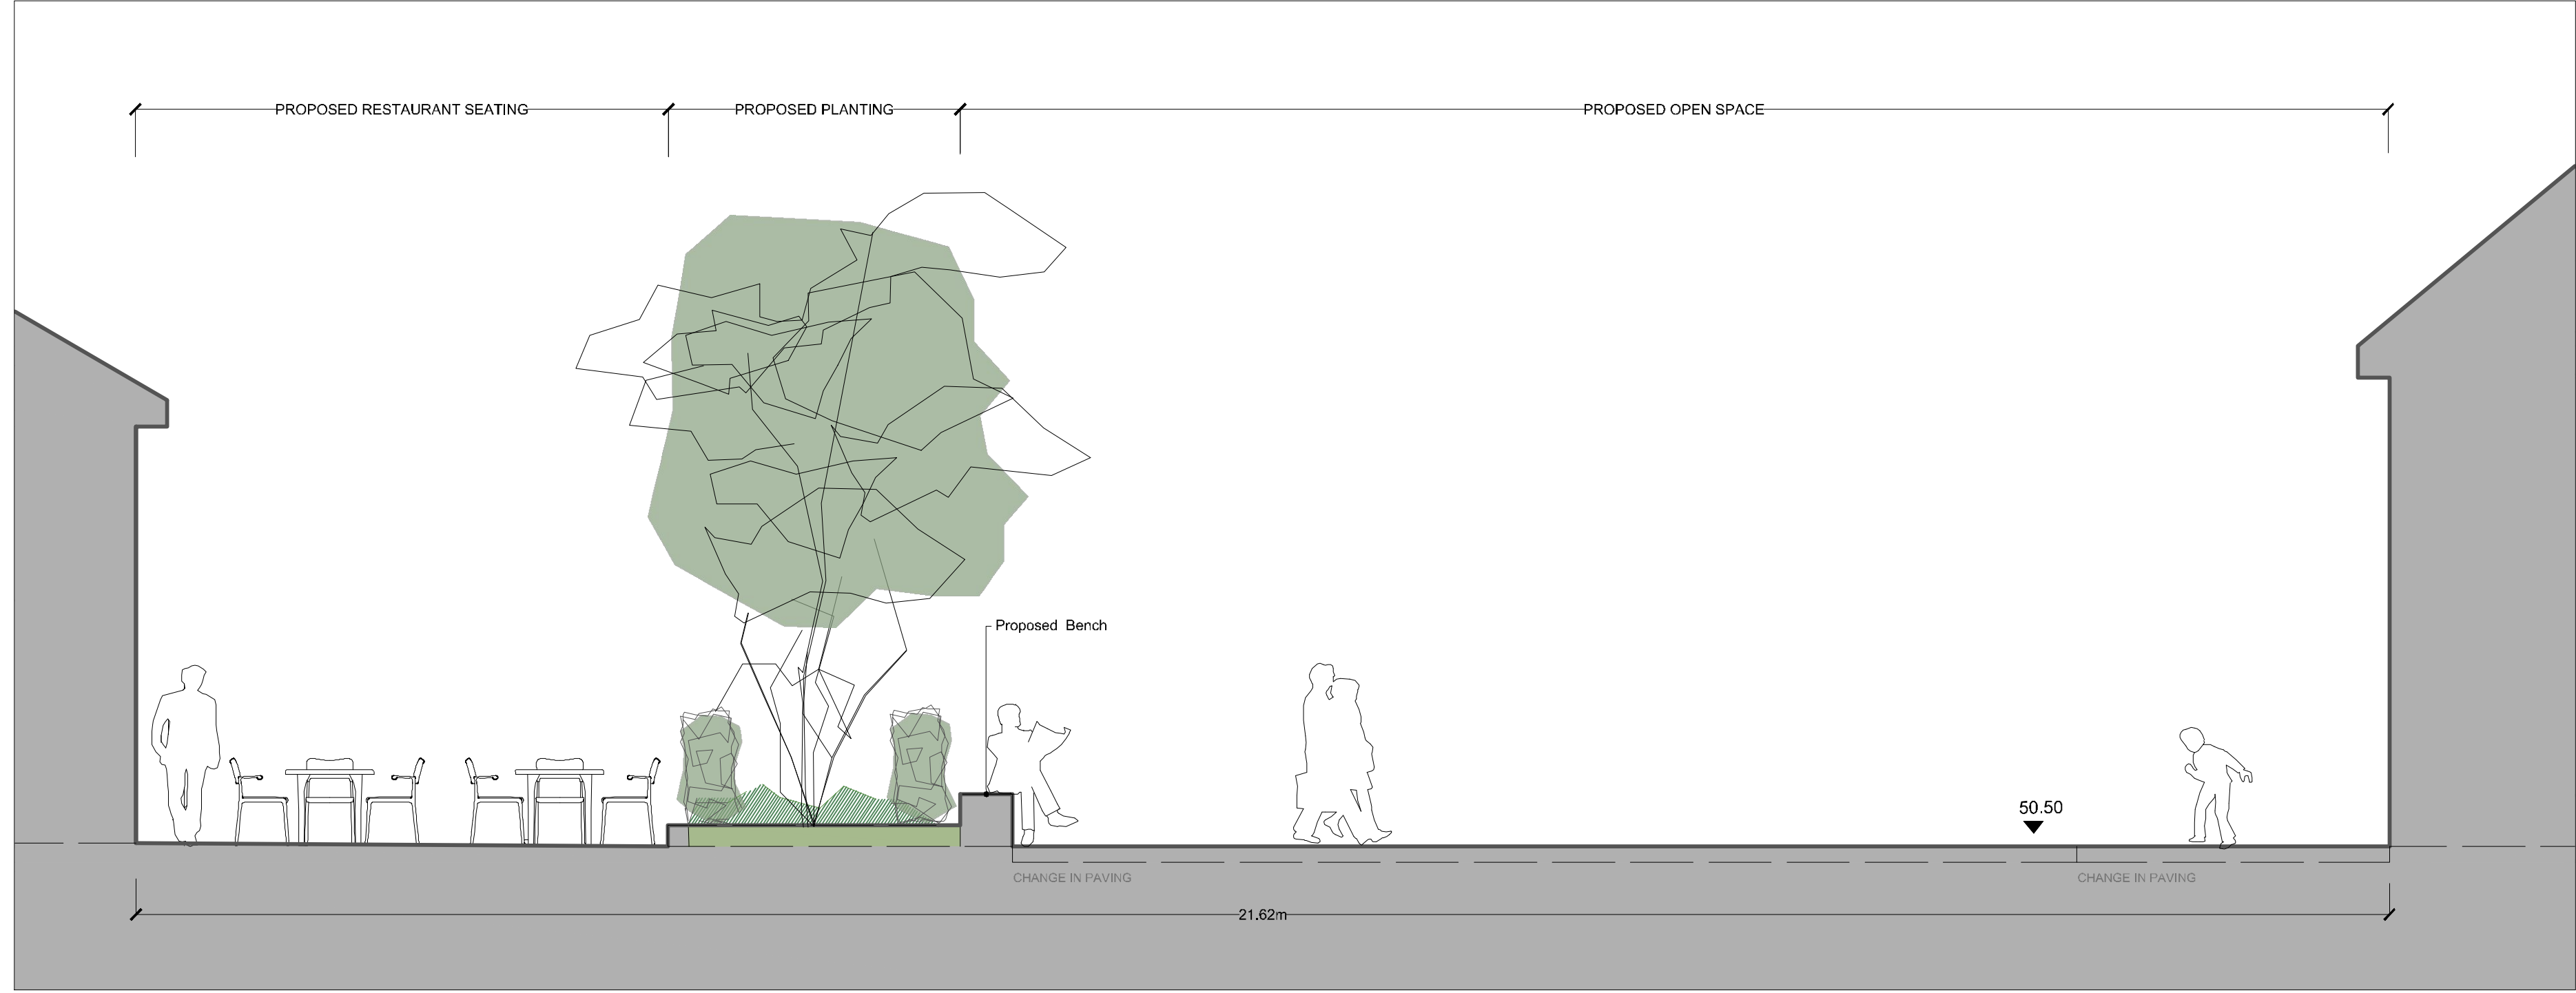 PROPOSED RESTAURANT SEATING
PROPOSED PLANTING
PROPOSED OPEN SPACE
Proposed Bench
50.50
CHANGE IN PAVING
CHANGE IN PAVING
21.62m